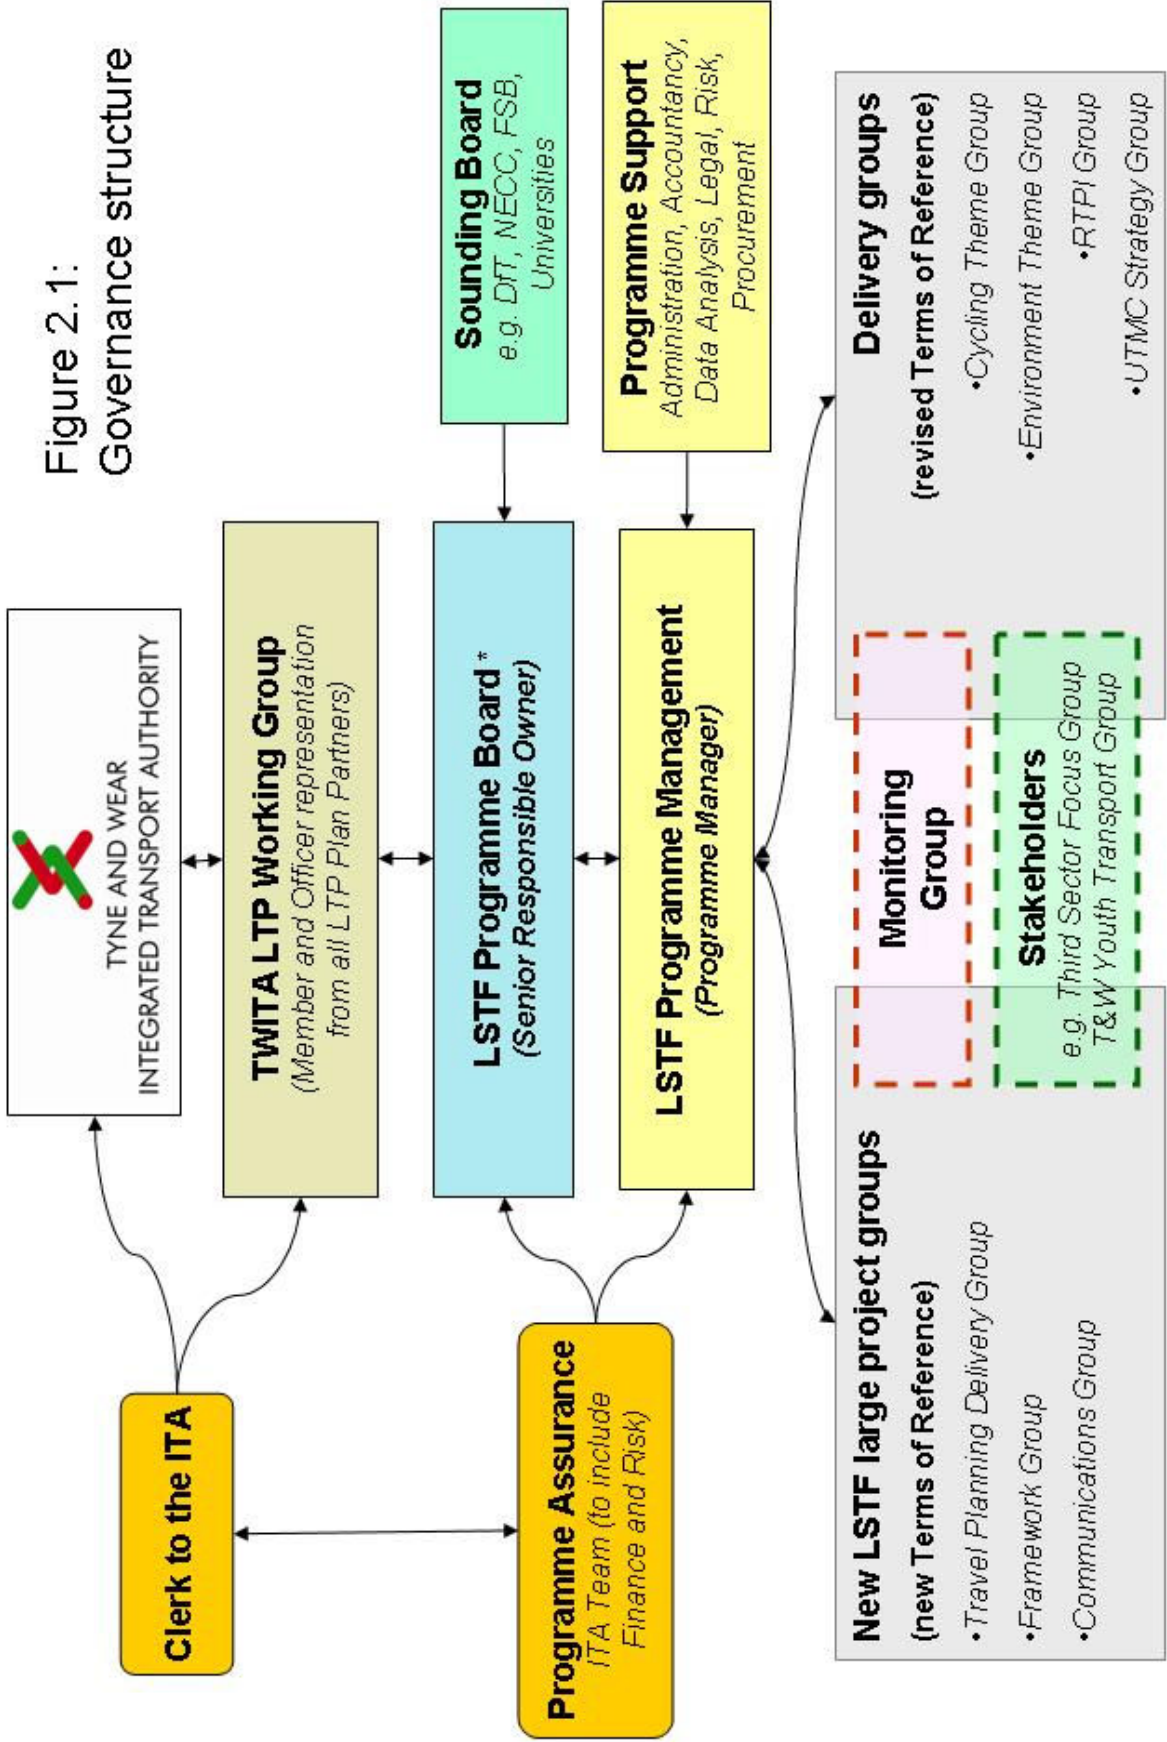 Figure 2.1:
Governance structure
TYNE AND WEAR
INTEGRATED TRANSPORT AUTHORITY
Clerk to the ITA
TWITA LTP Working Group
(Member and Officer representation
from all LTP Plan Partners)
LSTF Programme Board *
(Senior Responsible Owner)
Sounding Board
e.g. DfT, NECC, FSB,
Universities
Programme Assurance
ITA Team (to include
Finance and Risk)
LSTF Programme Management
(Programme Manager)
Programme Support
Administration, Accountancy,
Data Analysis, Legal, Risk,
Procurement
New LSTF large project groups
(new Terms of Reference)
•Travel Planning Delivery Group
•Framework Group
•Communications Group
Monitoring
Group
Stakeholders
e.g. Third Sector Focus Group
T&W Youth Transport Group
Delivery groups
(revised Terms of Reference)
•Cycling Theme Group
•Environment Theme Group
•RTPI Group
•UTMC Strategy Group